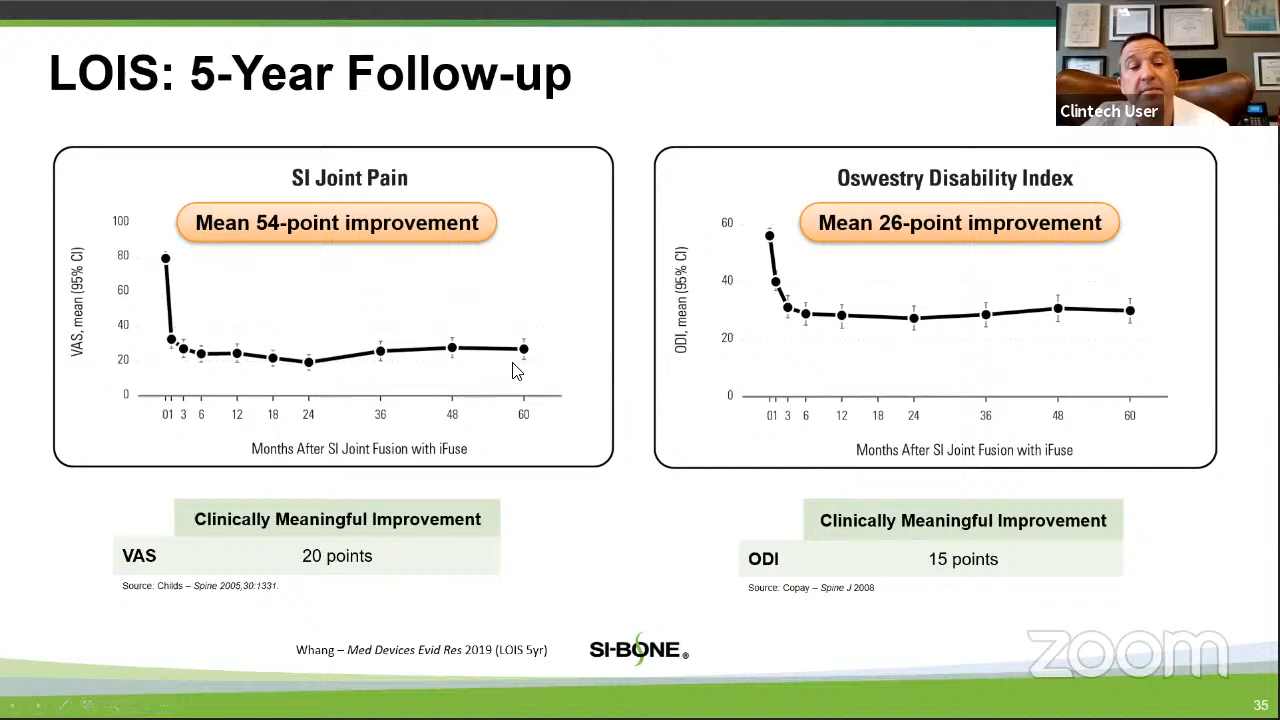 LOIS: 5-Year Follow-up
Clintech User
SI Joint Pain
Mean 54-point improvement
VAS, mean (95% CI)
100
80
60
40
20
0
0 1 3 6 12 18 24 36 48 60
Months After SI Joint Fusion with iFuse
Oswestry Disability Index
Mean 26-point improvement
ODI, mean (95% CI)
60
40
20
0
0 1 3 6 12 18 24 36 48 60
Months After SI Joint Fusion with iFuse
Clinically Meaningful Improvement
VAS 20 points
Source: Childs – Spine 2005;30:1331.
Clinically Meaningful Improvement
ODI 15 points
Source: Copay – Spine J 2008
Whang – Med Devices Evid Res 2019 (LOIS 5yr)
SI-BONE®
zoom
35